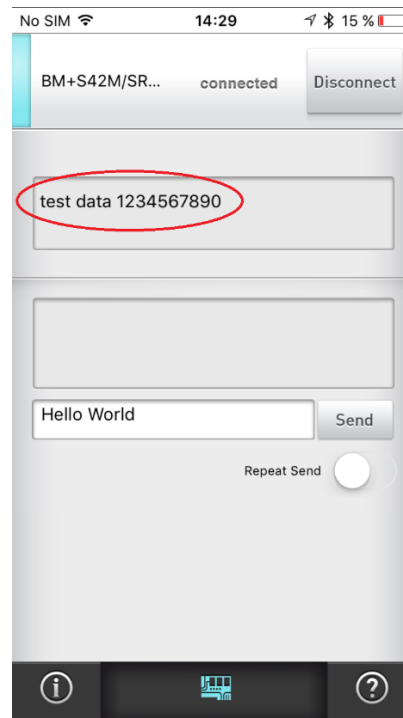 No SIM 14:29 15 %
BM+S42M/SR... connected Disconnect
test data 1234567890
Hello World Send
Repeat Send